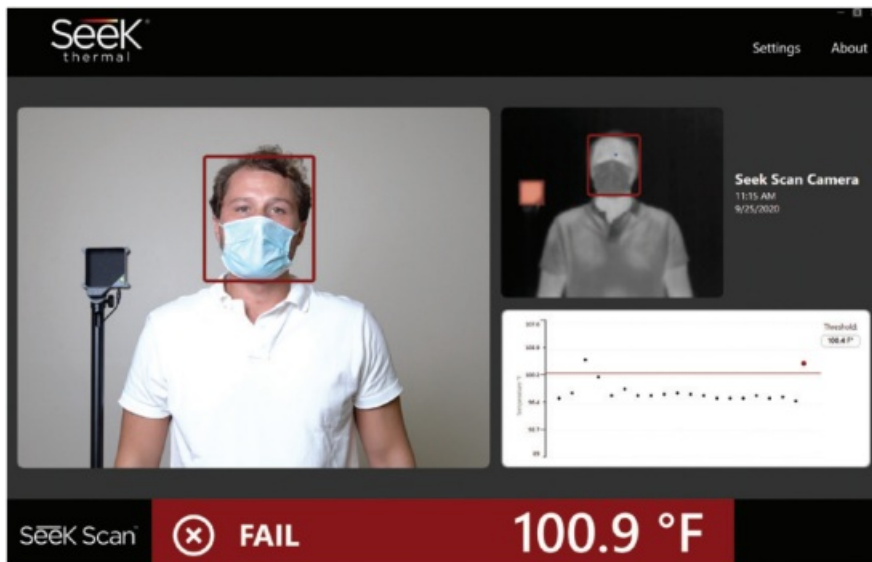 Seek
thermal
Settings
About
Seek Scan Camera
11:15 AM
9/25/2020
Threshold:
100.4 F°
Temperature °F
Seek Scan
FAIL
100.9 °F